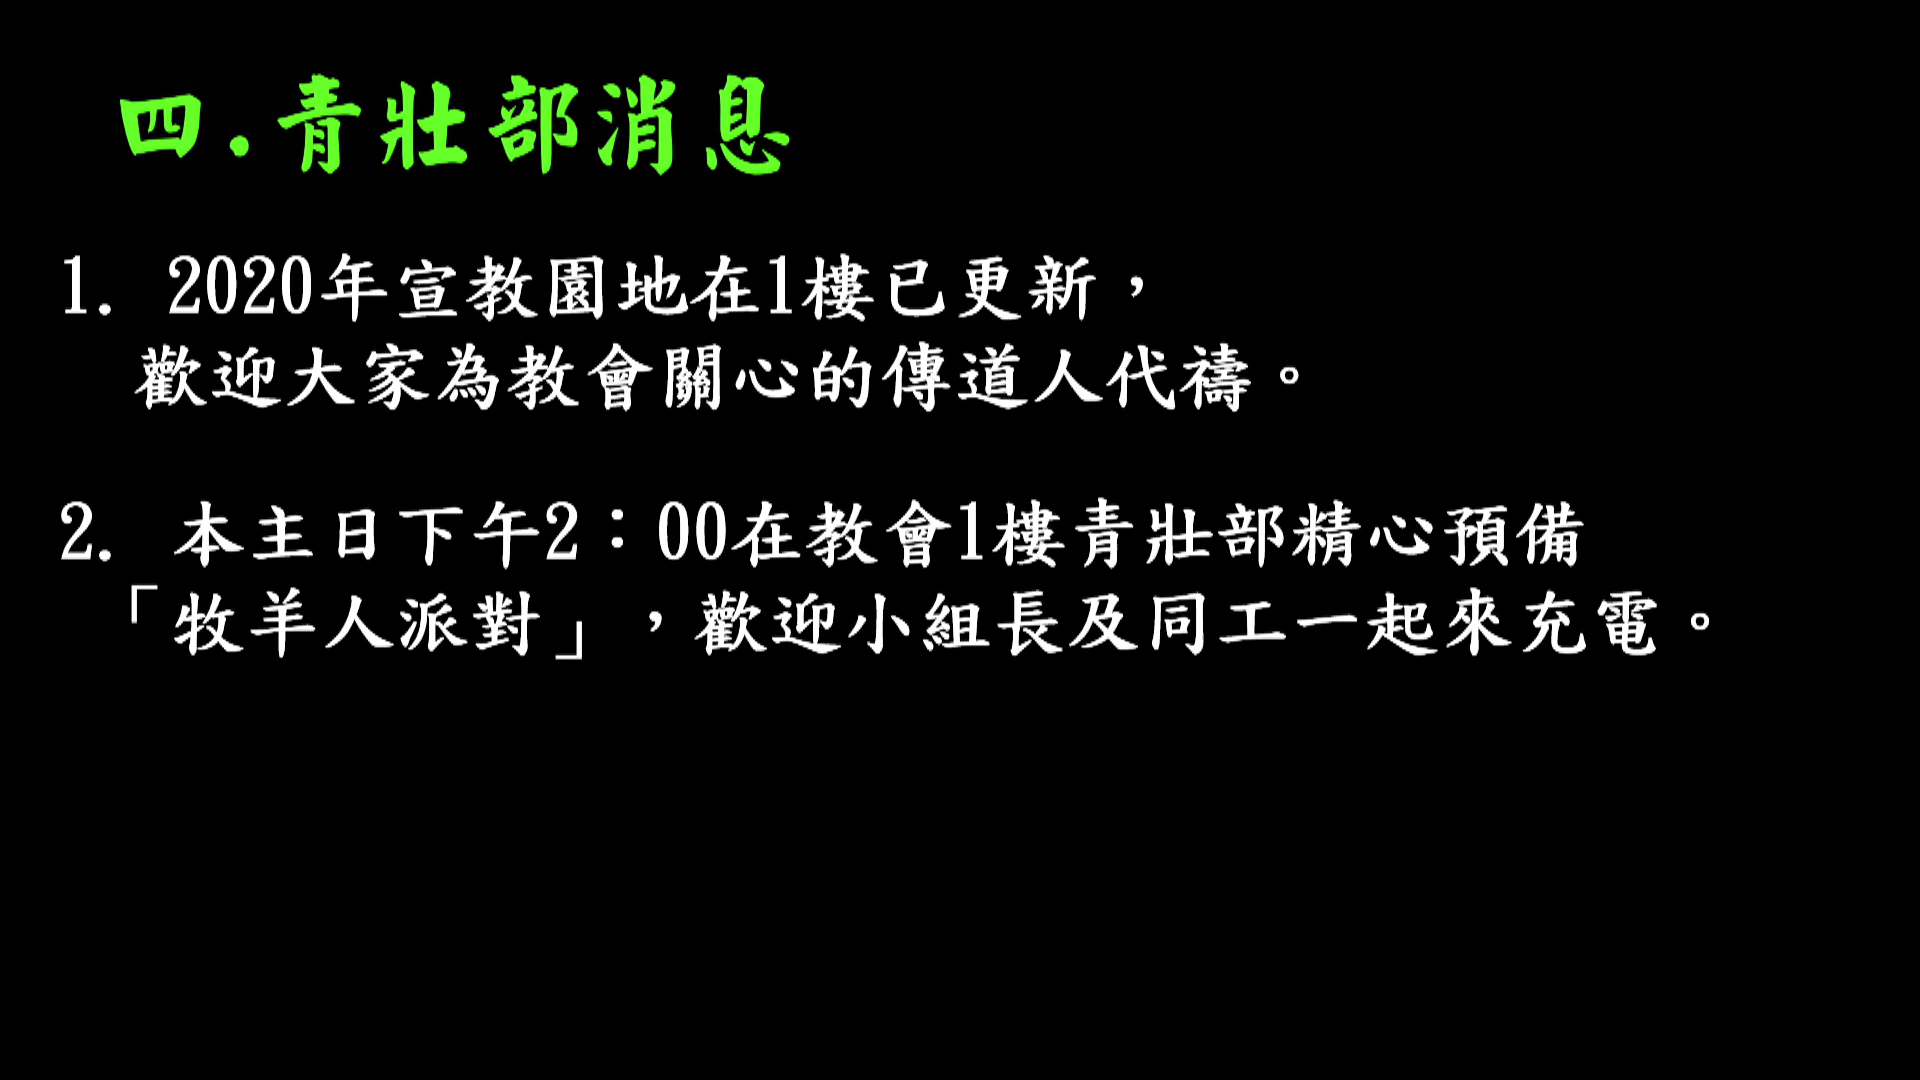 四.青壯部消息
1. 2020年宣教園地在1樓已更新，
歡迎大家為教會關心的傳道人代禱。
2. 本主日下午2：00在教會1樓青壯部精心預備
「牧羊人派對」，歡迎小組長及同工一起來充電。